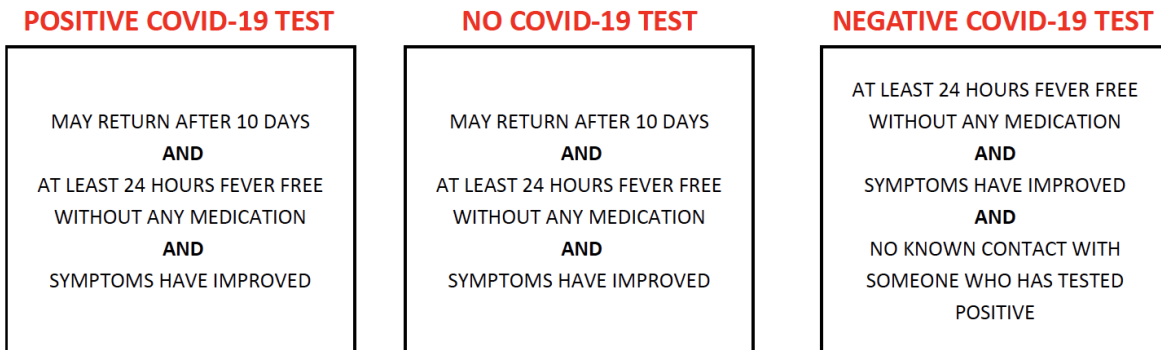 POSITIVE COVID-19 TEST
MAY RETURN AFTER 10 DAYS
AND
AT LEAST 24 HOURS FEVER FREE
WITHOUT ANY MEDICATION
AND
SYMPTOMS HAVE IMPROVED
NO COVID-19 TEST
MAY RETURN AFTER 10 DAYS
AND
AT LEAST 24 HOURS FEVER FREE
WITHOUT ANY MEDICATION
AND
SYMPTOMS HAVE IMPROVED
NEGATIVE COVID-19 TEST
AT LEAST 24 HOURS FEVER FREE
WITHOUT ANY MEDICATION
AND
SYMPTOMS HAVE IMPROVED
AND
NO KNOWN CONTACT WITH
SOMEONE WHO HAS TESTED
POSITIVE